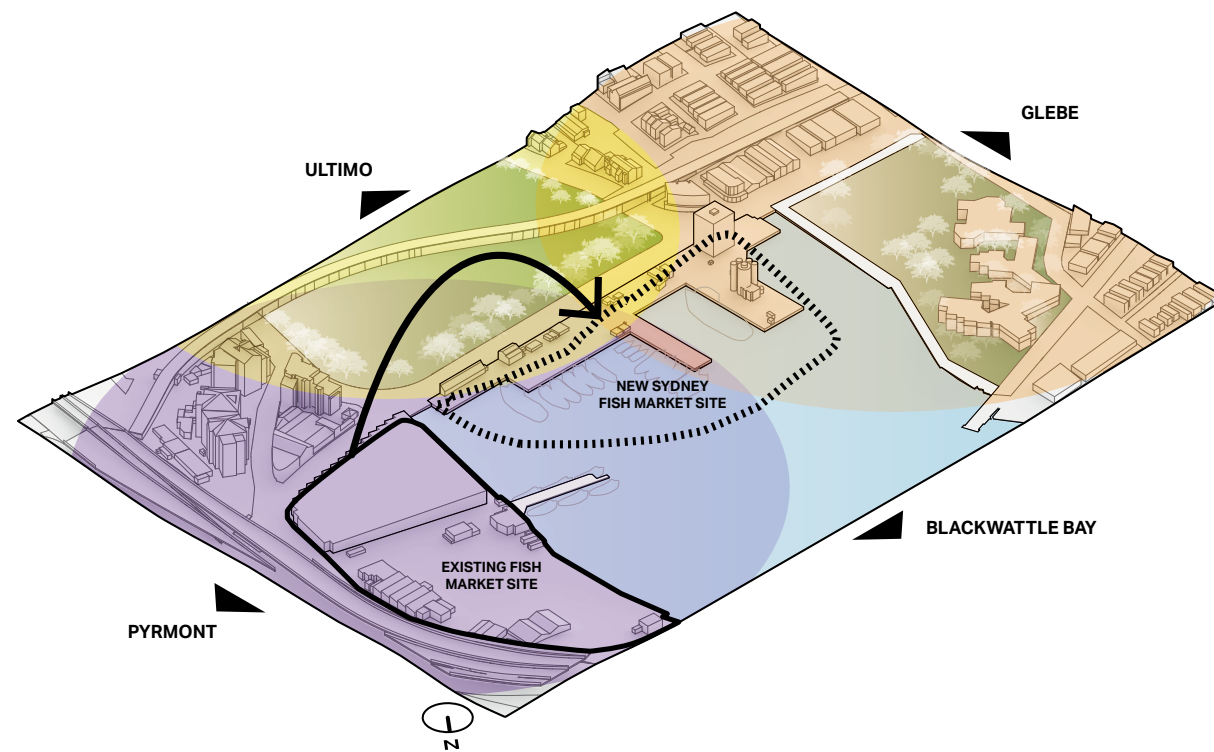 GLEBE
ULTIMO
NEW SYDNEY
FISH MARKET SITE
BLACKWATTLE BAY
EXISTING FISH
MARKET SITE
PYRMONT
N